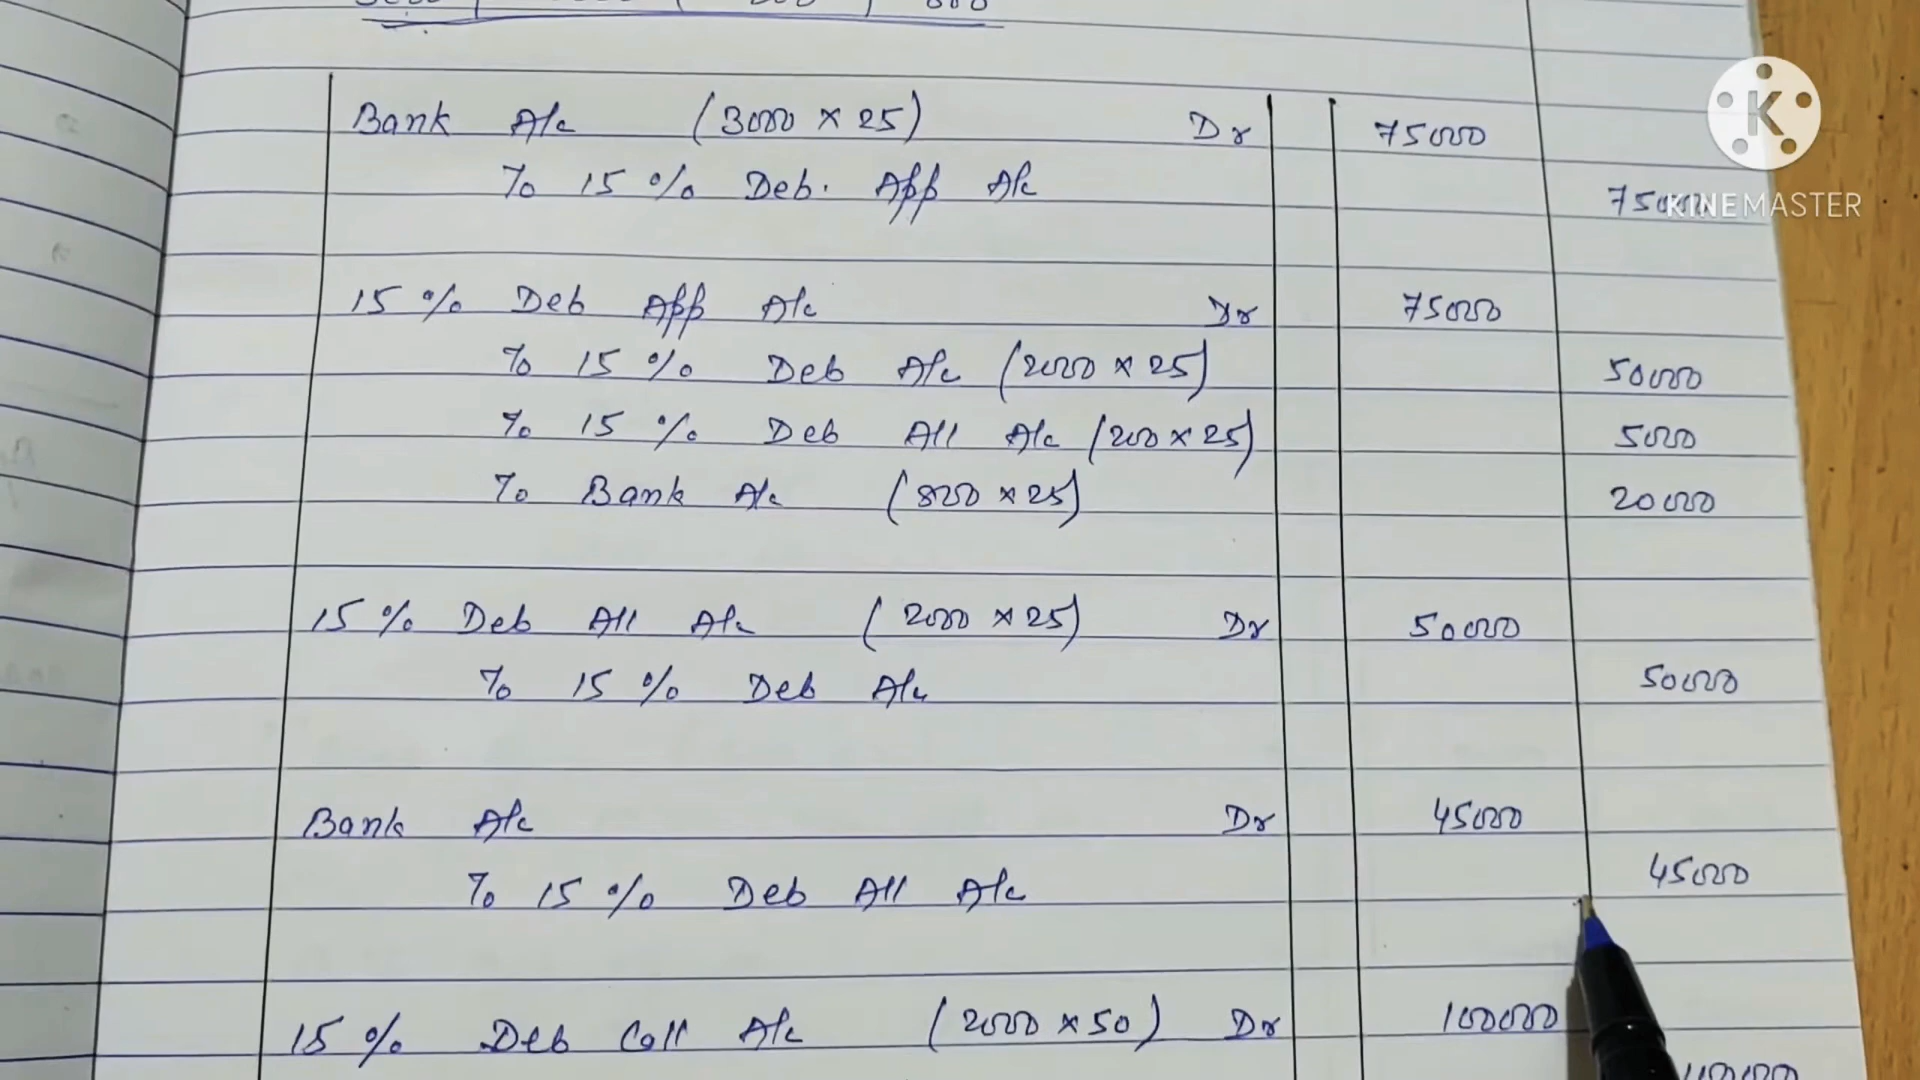 Bank A/c (3000 × 25) Dr 75000
To 15 % Deb. App A/c 75000
KINEMASTER
15 % Deb App A/c Dr 75000
To 15 % Deb A/c (2000 × 25) 50000
To 15 % Deb All A/c (200 × 25) 5000
To Bank A/c (800 × 25) 20000
15 % Deb All A/c (2000 × 25) Dr 50000
To 15 % Deb A/c 50000
Bank A/c Dr 45000
To 15 % Deb All A/c 45000
15 % Deb Call A/c (2000 × 50) Dr 100000